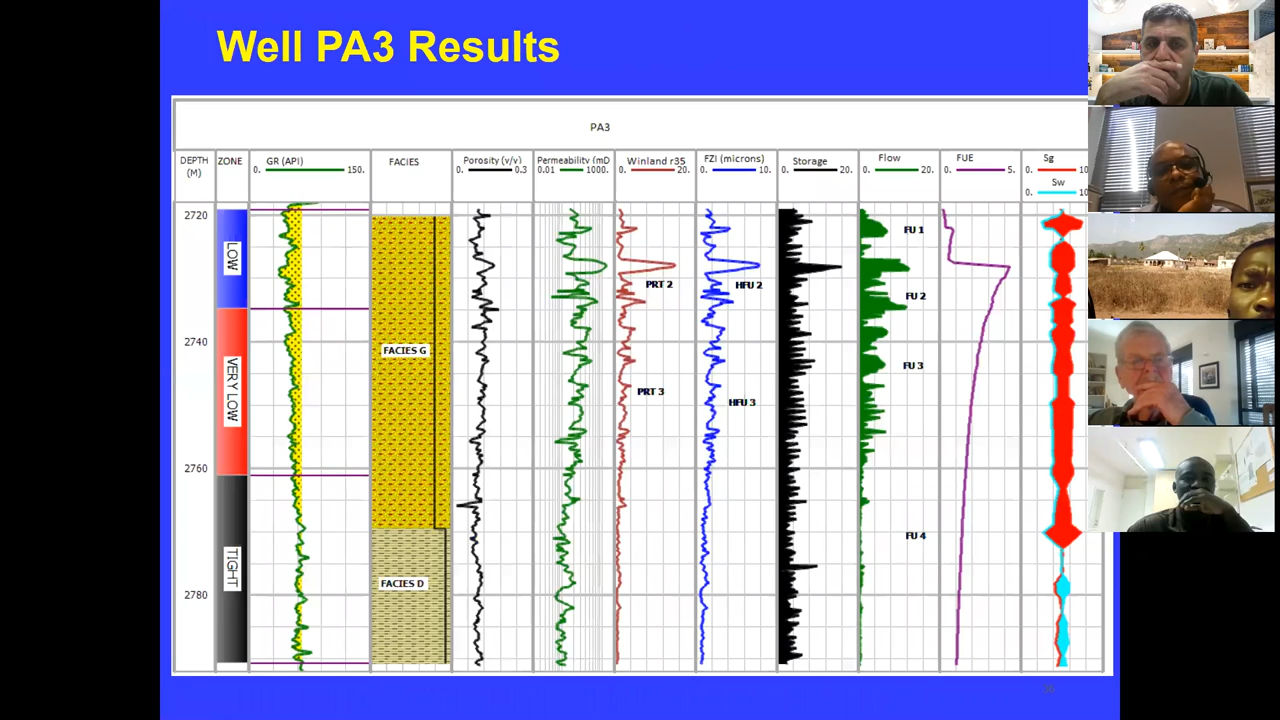 Well PA3 Results
PA3
DEPTH
(M)
ZONE
GR (API)
0. 150.
FACIES
Porosity (v/v)
0. 0.3
Permeability (mD
0.01 1000.
Winland r35
0. 20.
FZI (microns)
0. 10.
Storage
0. 20.
Flow
0. 20.
FUE
0. 5.
Sg
0. 10
Sw
0. 10
2720
2740
2760
2780
LOW
VERY LOW
TIGHT
FACIES G
FACIES D
PRT 2
PRT 3
HFU 2
HFU 3
FU 1
FU 2
FU 3
FU 4
36